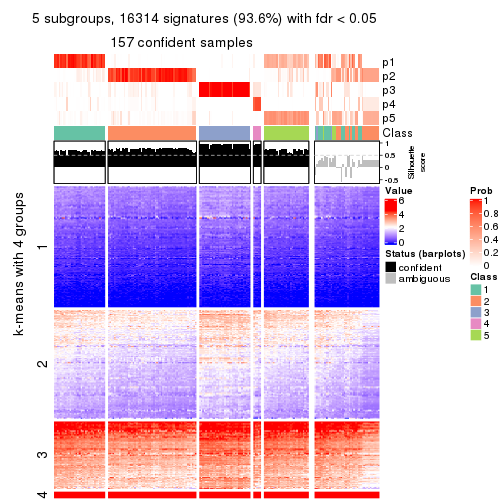 5 subgroups, 16314 signatures (93.6%) with fdr < 0.05
157 confident samples
p1
p2
p3
p4
p5
Class
1
0.5
0
-0.5
Silhouette
score
k-means with 4 groups
1
2
3
4
Value
6
4
2
0
Status (barplots)
confident
ambiguous
Prob
1
0.8
0.6
0.4
0.2
0
Class
1
2
3
4
5